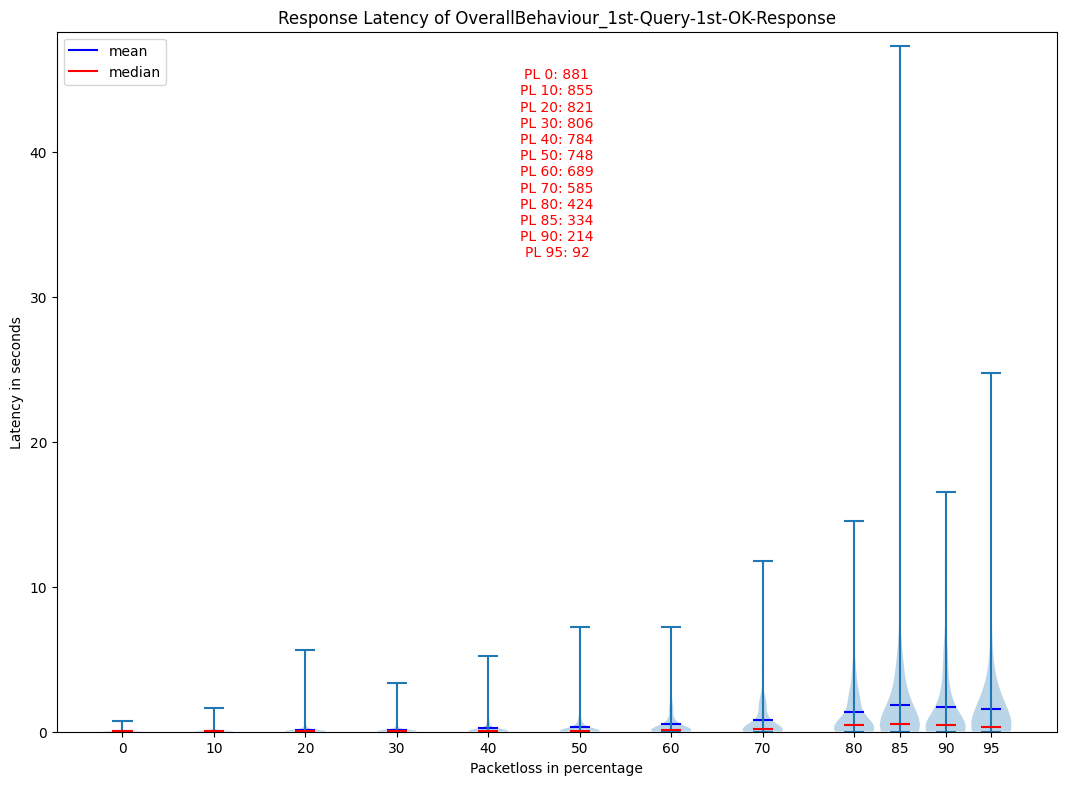 Response Latency of OverallBehaviour_1st-Query-1st-OK-Response
mean
median
PL 0: 881
PL 10: 855
PL 20: 821
PL 30: 806
PL 40: 784
PL 50: 748
PL 60: 689
PL 70: 585
PL 80: 424
PL 85: 334
PL 90: 214
PL 95: 92
Latency in seconds
40
30
20
10
0
0 10 20 30 40 50 60 70 80 85 90 95
Packetloss in percentage